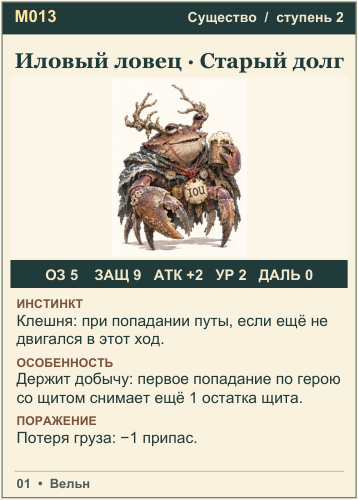 M013
Существо / ступень 2
Иловый ловец · Старый долг
IOU
ОЗ 5 ЗАЩ 9 АТК +2 УР 2 ДАЛЬ 0
ИНСТИНКТ
Клешня: при попадании путы, если ещё не
двигался в этот ход.
ОСОБЕННОСТЬ
Держит добычу: первое попадание по герою
со щитом снимает ещё 1 остатка щита.
ПОРАЖЕНИЕ
Потеря груза: −1 припас.
01 • Вельн